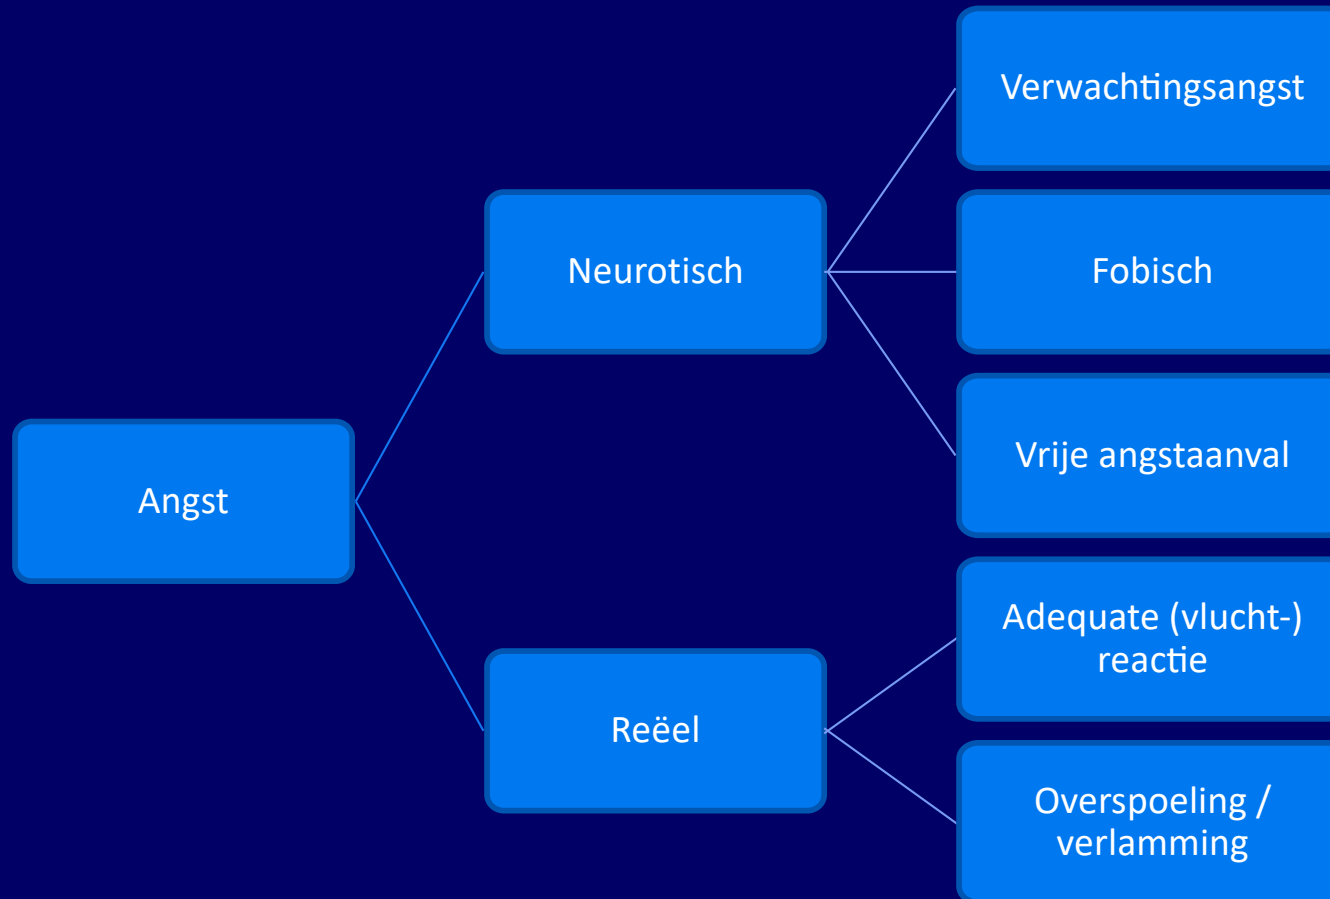 Verwachtingsangst
Neurotisch
Fobisch
Vrije angstaanval
Angst
Adequate (vlucht-)
reactie
Reëel
Overspoeling /
verlamming